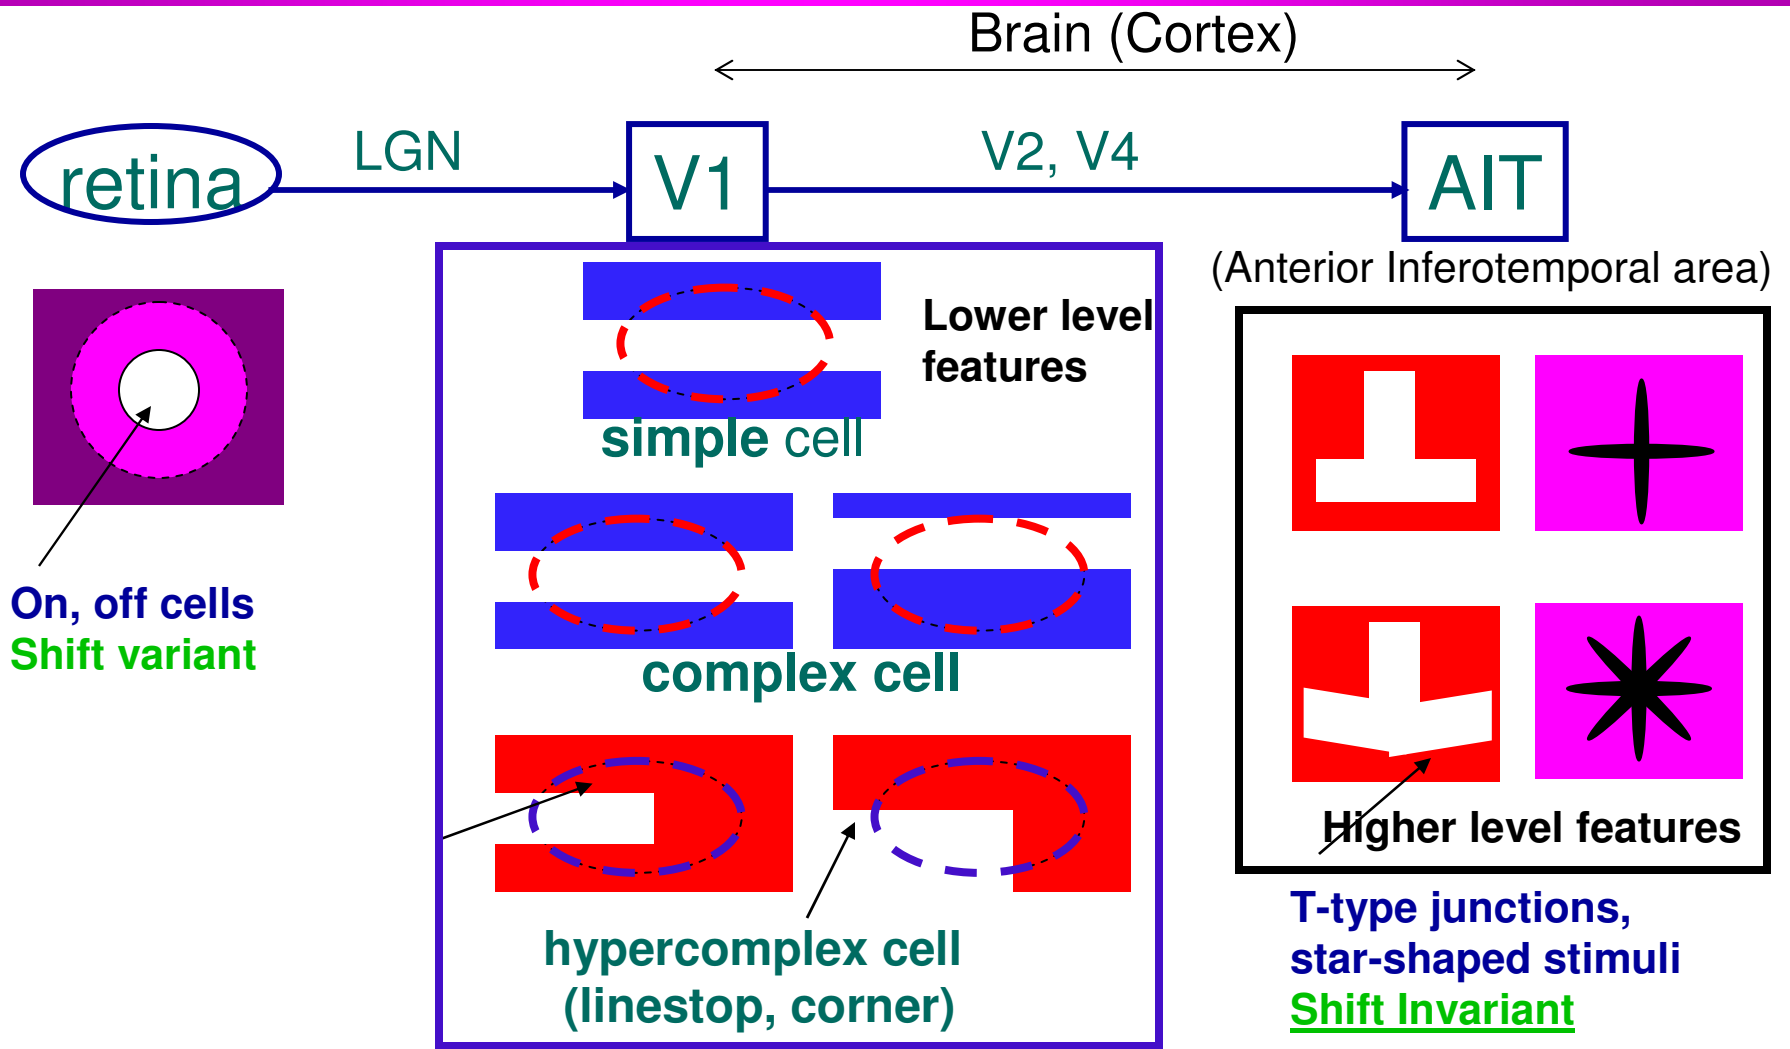 Brain (Cortex)
retina
LGN
V1
V2, V4
AIT
(Anterior Inferotemporal area)
Lower level
features
simple cell
complex cell
hypercomplex cell
(linestop, corner)
On, off cells
Shift variant
Higher level features
T-type junctions,
star-shaped stimuli
Shift Invariant